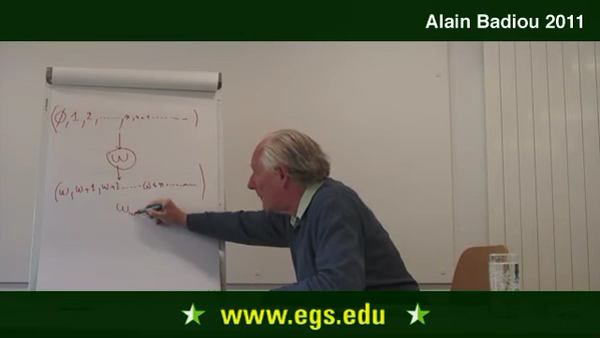 Alain Badiou 2011
(∅, 1, 2, ......, n, n+1 ........ )
ω
(ω, ω+1, ω+2 ...... ω+n .......... )
ω
www.egs.edu